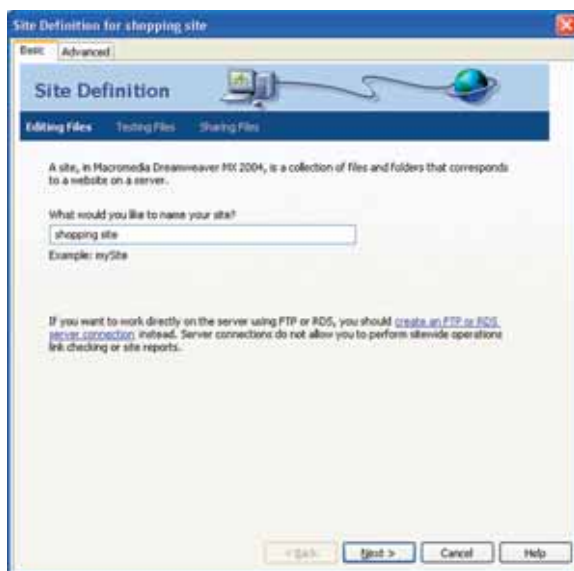 Site Definition for shopping site
Basic Advanced
Site Definition
Editing Files Testing Files Sharing Files
A site, in Macromedia Dreamweaver MX 2004, is a collection of files and folders that corresponds
to a website on a server.
What would you like to name your site?
shopping site
Example: mySite
If you want to work directly on the server using FTP or RDS, you should create an FTP or RDS
server connection instead. Server connections do not allow you to perform sitewide operations
link checking or site reports.
< Back Next > Cancel Help